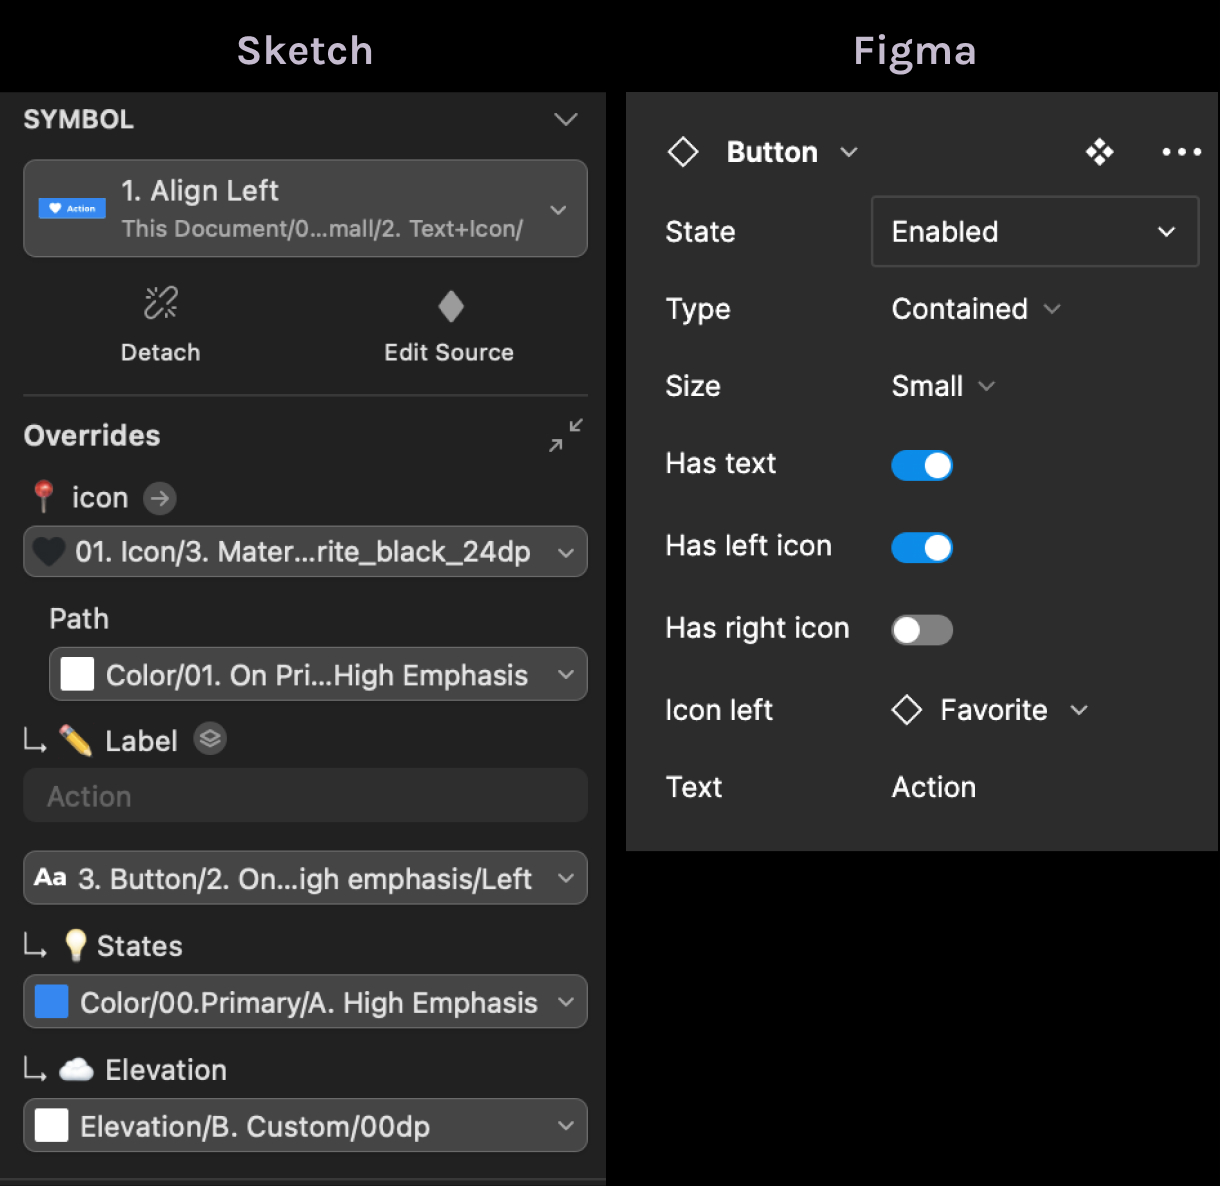 Sketch
SYMBOL
Action
1. Align Left
This Document/0...mall/2. Text+Icon/
Detach
Edit Source
Overrides
icon
01. Icon/3. Mater...rite_black_24dp
Path
Color/01. On Pri...High Emphasis
Label
Action
Aa 3. Button/2. On...igh emphasis/Left
States
Color/00.Primary/A. High Emphasis
Elevation
Elevation/B. Custom/00dp
Figma
Button
State Enabled
Type Contained
Size Small
Has text
Has left icon
Has right icon
Icon left Favorite
Text Action